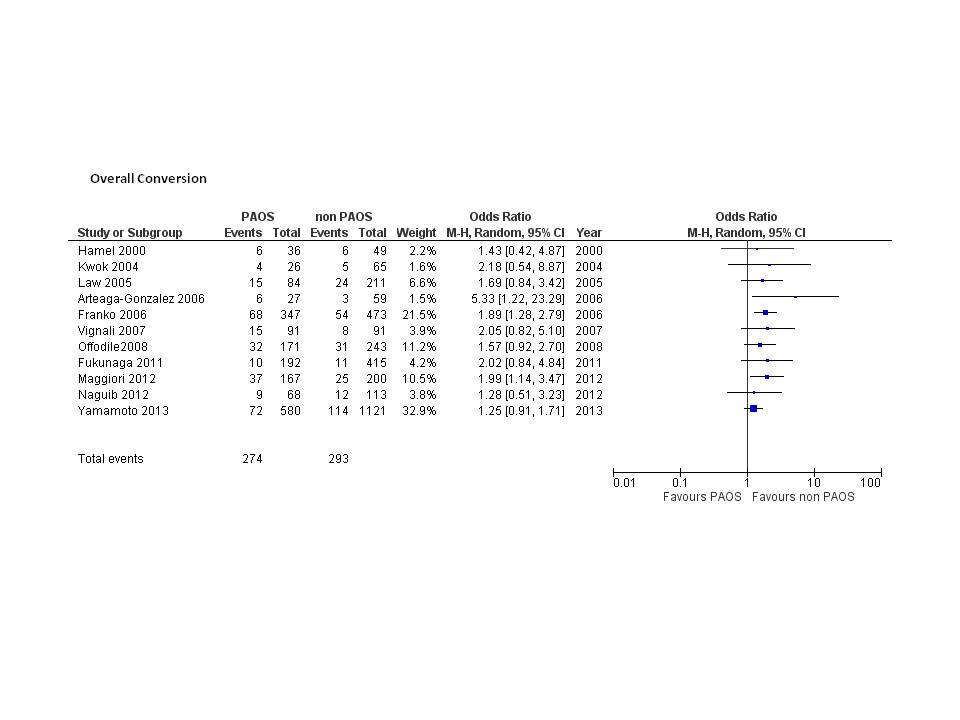 Overall Conversion
PAOS non PAOS Odds Ratio Odds Ratio
Study or Subgroup Events Total Events Total Weight M-H, Random, 95% CI Year M-H, Random, 95% CI
Hamel 2000 6 36 6 49 2.2% 1.43 [0.42, 4.87] 2000
Kwok 2004 4 26 5 65 1.6% 2.18 [0.54, 8.87] 2004
Law 2005 15 84 24 211 6.6% 1.69 [0.84, 3.42] 2005
Arteaga-Gonzalez 2006 6 27 3 59 1.5% 5.33 [1.22, 23.29] 2006
Franko 2006 68 347 54 473 21.5% 1.89 [1.28, 2.79] 2006
Vignali 2007 15 91 8 91 3.9% 2.05 [0.82, 5.10] 2007
Offodile2008 32 171 31 243 11.2% 1.57 [0.92, 2.70] 2008
Fukunaga 2011 10 192 11 415 4.2% 2.02 [0.84, 4.84] 2011
Maggiori 2012 37 167 25 200 10.5% 1.99 [1.14, 3.47] 2012
Naguib 2012 9 68 12 113 3.8% 1.28 [0.51, 3.23] 2012
Yamamoto 2013 72 580 114 1121 32.9% 1.25 [0.91, 1.71] 2013
Total events 274 293
0.01 0.1 1 10 100
Favours PAOS Favours non PAOS